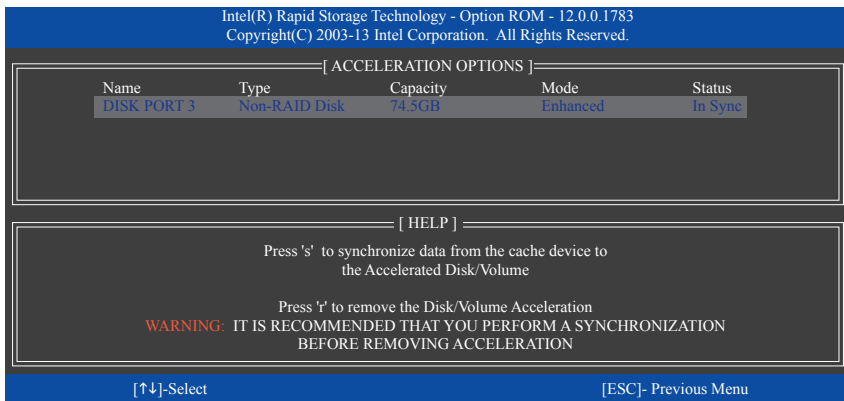 Intel(R) Rapid Storage Technology - Option ROM - 12.0.0.1783
Copyright(C) 2003-13 Intel Corporation. All Rights Reserved.
[ ACCELERATION OPTIONS ]
Name Type Capacity Mode Status
DISK PORT 3 Non-RAID Disk 74.5GB Enhanced In Sync
[ HELP ]
Press 's' to synchronize data from the cache device to
the Accelerated Disk/Volume
Press 'r' to remove the Disk/Volume Acceleration
WARNING: IT IS RECOMMENDED THAT YOU PERFORM A SYNCHRONIZATION
BEFORE REMOVING ACCELERATION
[↑↓]-Select [ESC]- Previous Menu